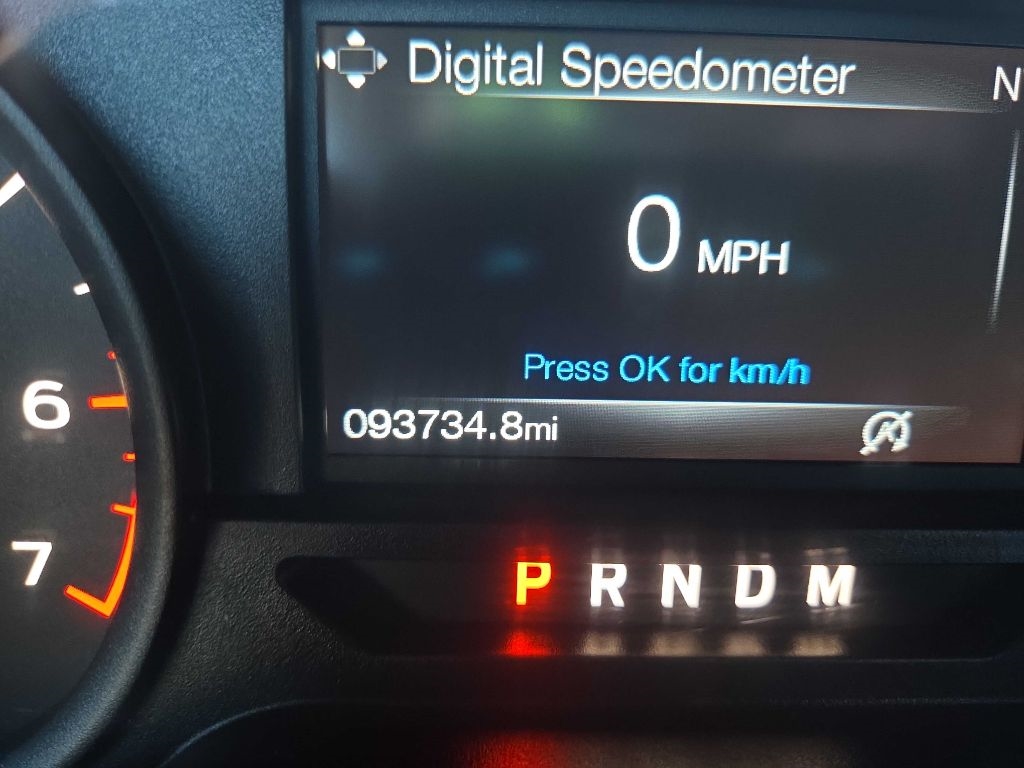 Digital Speedometer
N
0 MPH
Press OK for km/h
093734.8mi
6
7
P R N D M